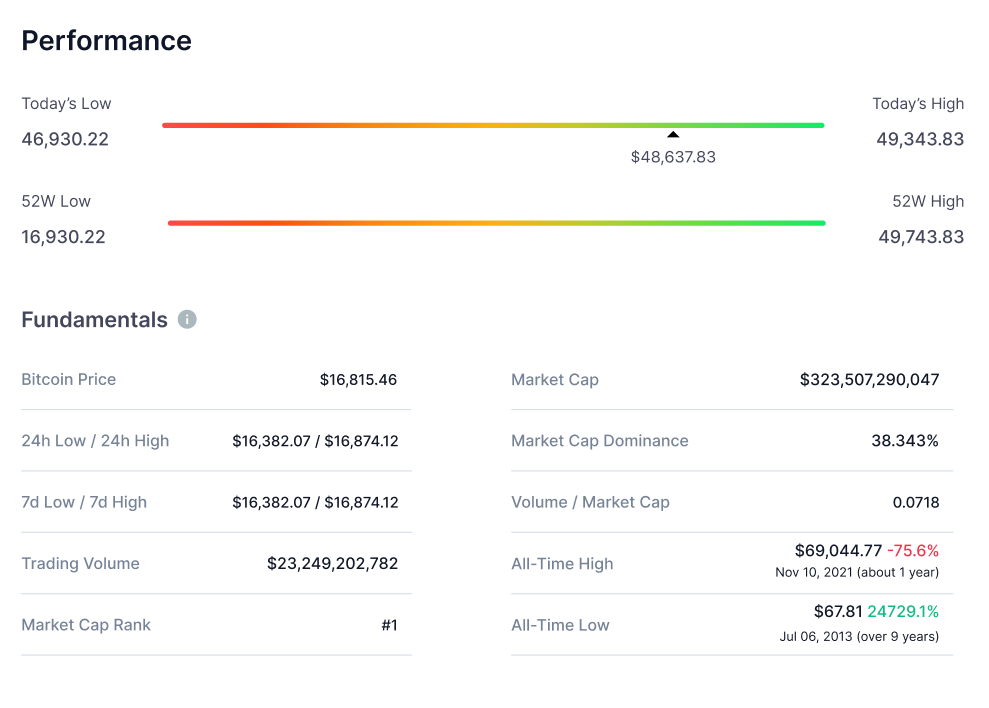 Performance
Today’s Low
Today’s High
46,930.22
49,343.83
$48,637.83
52W Low
52W High
16,930.22
49,743.83
Fundamentals i
Bitcoin Price $16,815.46
Market Cap $323,507,290,047
24h Low / 24h High $16,382.07 / $16,874.12
Market Cap Dominance 38.343%
7d Low / 7d High $16,382.07 / $16,874.12
Volume / Market Cap 0.0718
Trading Volume $23,249,202,782
All-Time High $69,044.77 -75.6%
Nov 10, 2021 (about 1 year)
Market Cap Rank #1
All-Time Low $67.81 24729.1%
Jul 06, 2013 (over 9 years)